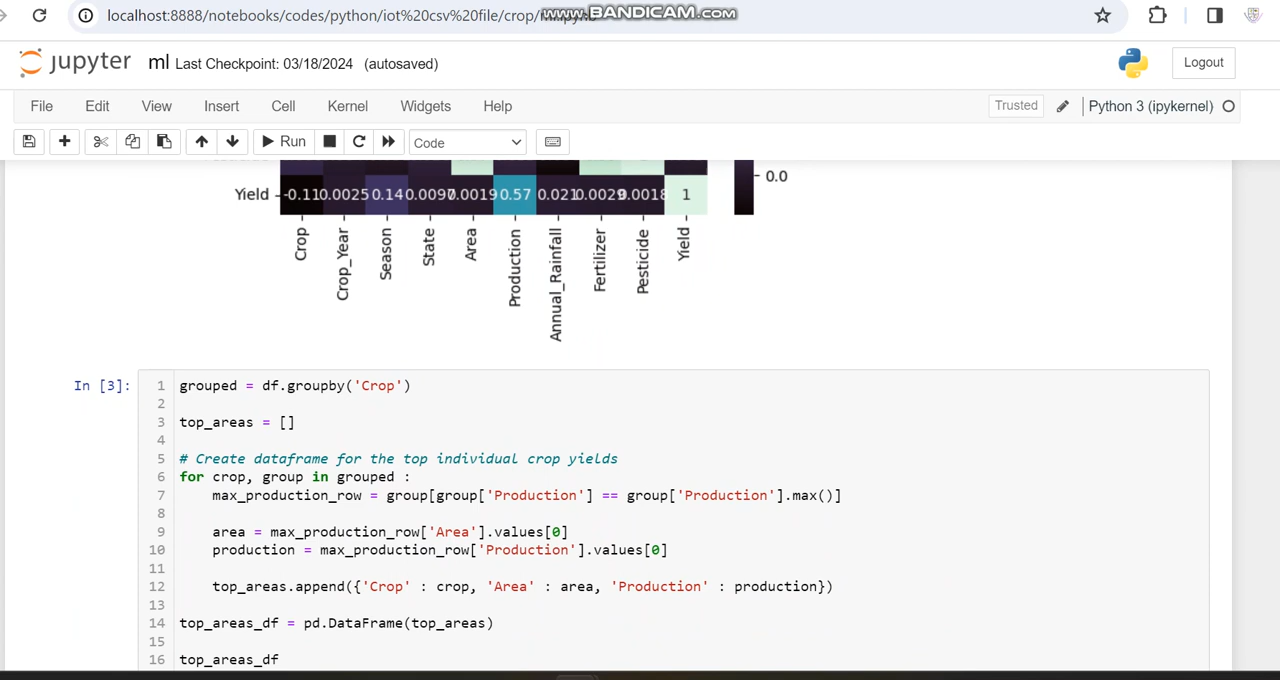 localhost:8888/notebooks/codes/python/iot%20csv%20file/crop/
www.BANDICAM.com
jupyter ml Last Checkpoint: 03/18/2024 (autosaved)
Logout
File Edit View Insert Cell Kernel Widgets Help
Trusted
Python 3 (ipykernel)
Run
Code
0.0
Yield
-0.11 0.0025 0.14 0.0097 0.0019 0.57 0.021 0.0029 0.0018 1
Crop
Crop_Year
Season
State
Area
Production
Annual_Rainfall
Fertilizer
Pesticide
Yield
In [3]:
1 grouped = df.groupby('Crop')
2
3 top_areas = []
4
5 # Create dataframe for the top individual crop yields
6 for crop, group in grouped :
7 max_production_row = group[group['Production'] == group['Production'].max()]
8
9 area = max_production_row['Area'].values[0]
10 production = max_production_row['Production'].values[0]
11
12 top_areas.append({'Crop' : crop, 'Area' : area, 'Production' : production})
13
14 top_areas_df = pd.DataFrame(top_areas)
15
16 top_areas_df